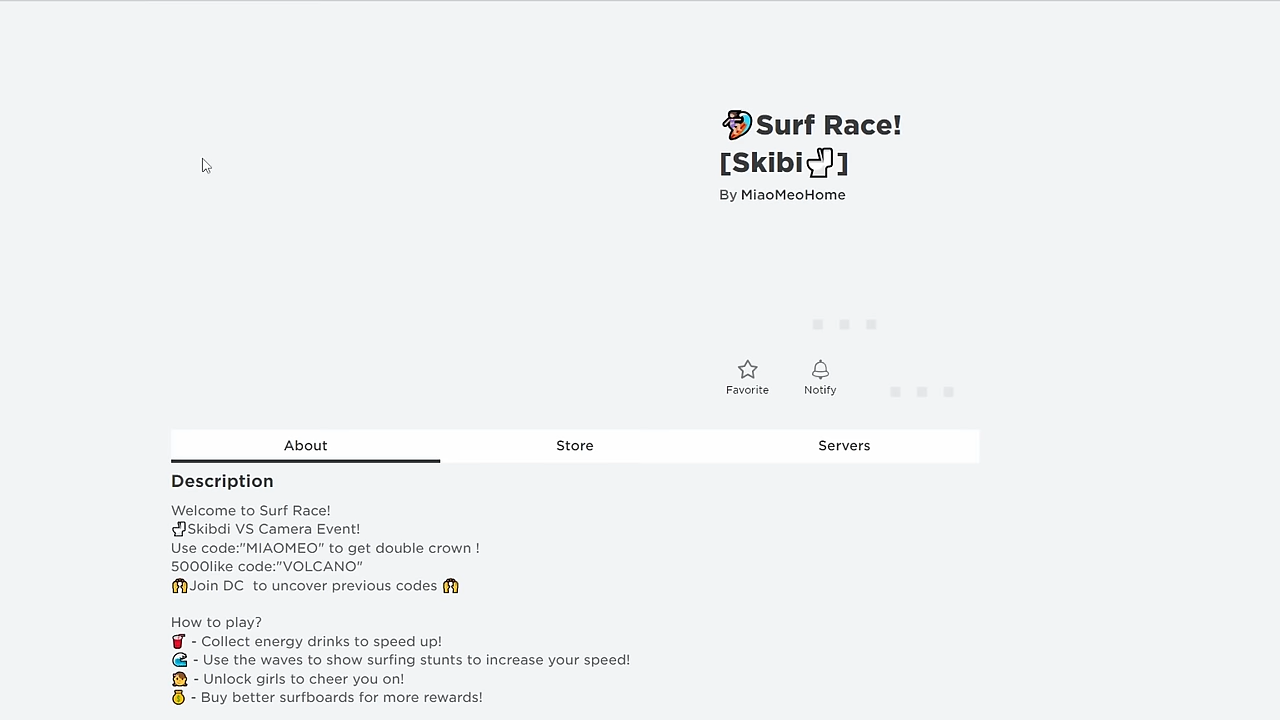 🏄Surf Race!
[Skibi🚽]
By MiaoMeoHome
Favorite
Notify
About
Store
Servers
Description
Welcome to Surf Race!
🚽Skibdi VS Camera Event!
Use code:"MIAOMEO" to get double crown !
5000like code:"VOLCANO"
🙌Join DC  to uncover previous codes 🙌
How to play?
🥤 - Collect energy drinks to speed up!
🌊 - Use the waves to show surfing stunts to increase your speed!
👧 - Unlock girls to cheer you on!
💰 - Buy better surfboards for more rewards!